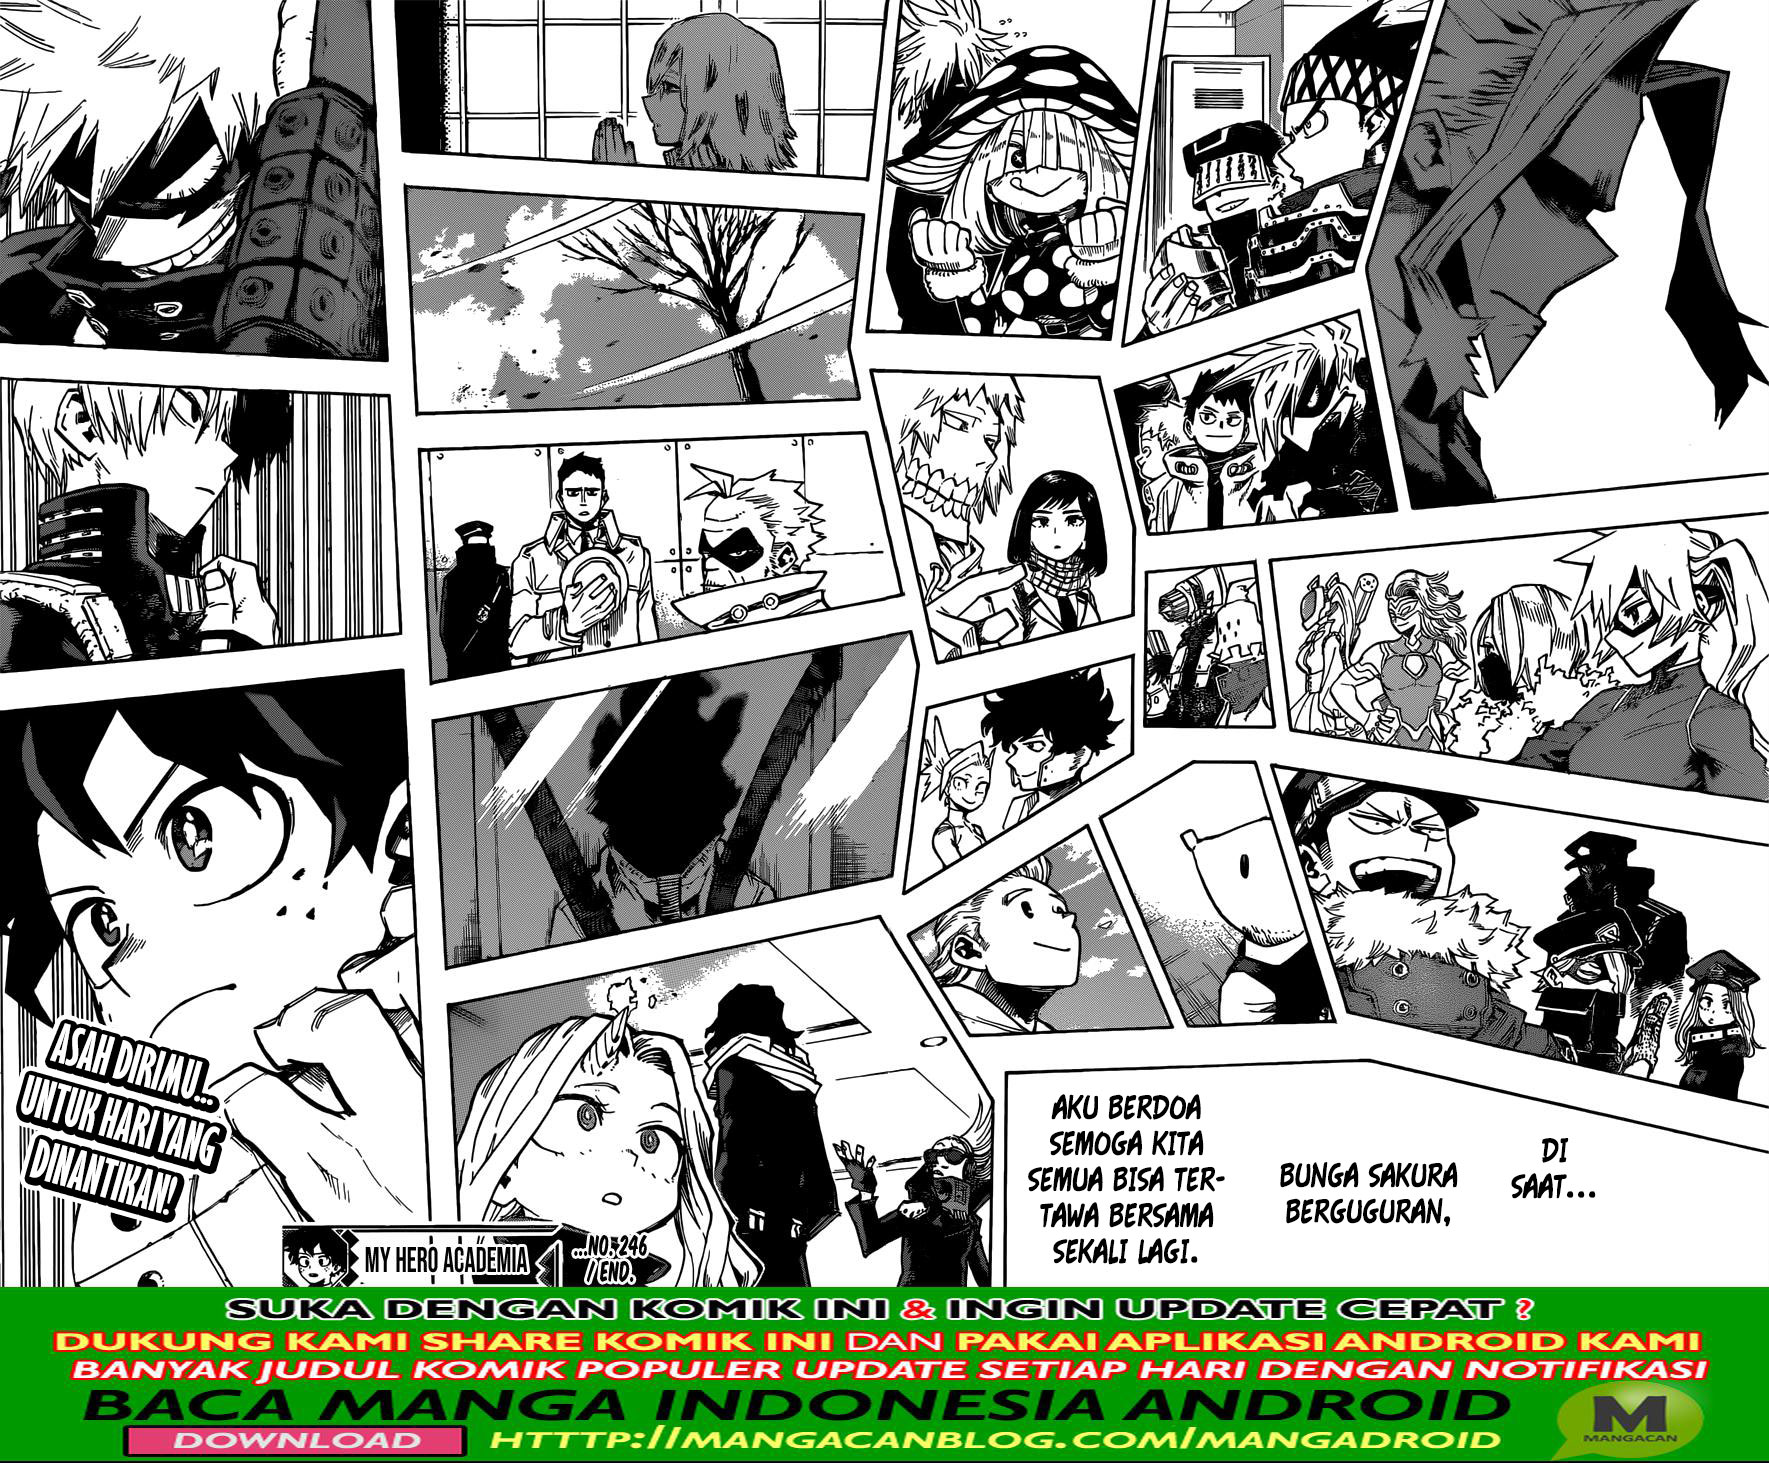 DI
SAAT...
BUNGA SAKURA
BERGUGURAN,
AKU BERDOA
SEMOGA KITA
SEMUA BISA TER-
TAWA BERSAMA
SEKALI LAGI.
ASAH DIRIMU...
UNTUK HARI YANG
DINANTIKAN!
MY HERO ACADEMIA
...NO. 246
/ END.
SUKA DENGAN KOMIK INI & INGIN UPDATE CEPAT ?
DUKUNG KAMI SHARE KOMIK INI DAN PAKAI APLIKASI ANDROID KAMI
BANYAK JUDUL KOMIK POPULER UPDATE SETIAP HARI DENGAN NOTIFIKASI
BACA MANGA INDONESIA ANDROID
DOWNLOAD HTTTP://MANGACANBLOG.COM/MANGADROID
M
MANGACAN